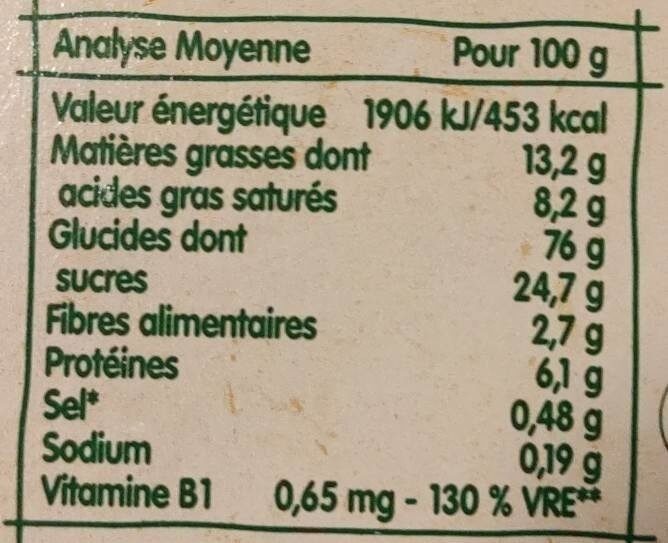 Analyse Moyenne Pour 100 g
Valeur énergétique 1906 kJ/453 kcal
Matières grasses dont 13,2 g
acides gras saturés 8,2 g
Glucides dont 76 g
sucres 24,7 g
Fibres alimentaires 2,7 g
Protéines 6,1 g
Sel* 0,48 g
Sodium 0,19 g
Vitamine B1 0,65 mg - 130 % VRE**